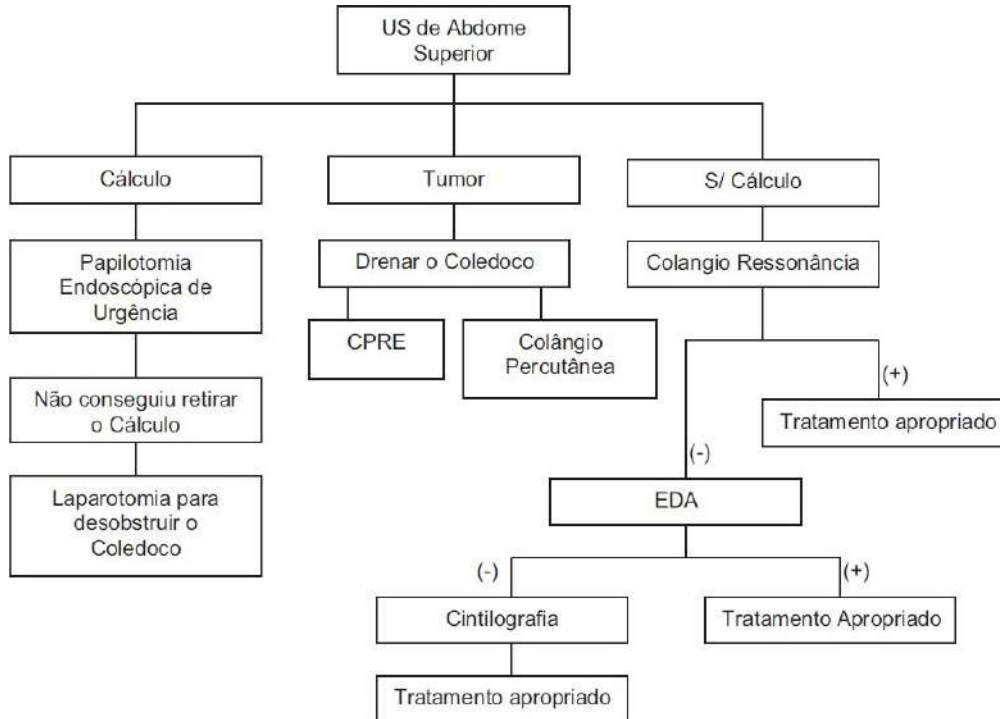 US de Abdome
Superior
Cálculo
Tumor
S/ Cálculo
Papilotomia
Endoscópica de
Urgência
Drenar o Coledoco
Colangio Ressonância
CPRE
Colângio
Percutânea
Não conseguiu retirar
o Cálculo
(+)
Tratamento apropriado
(-)
Laparotomia para
desobstruir o
Coledoco
EDA
(-)
(+)
Cintilografia
Tratamento Apropriado
Tratamento apropriado